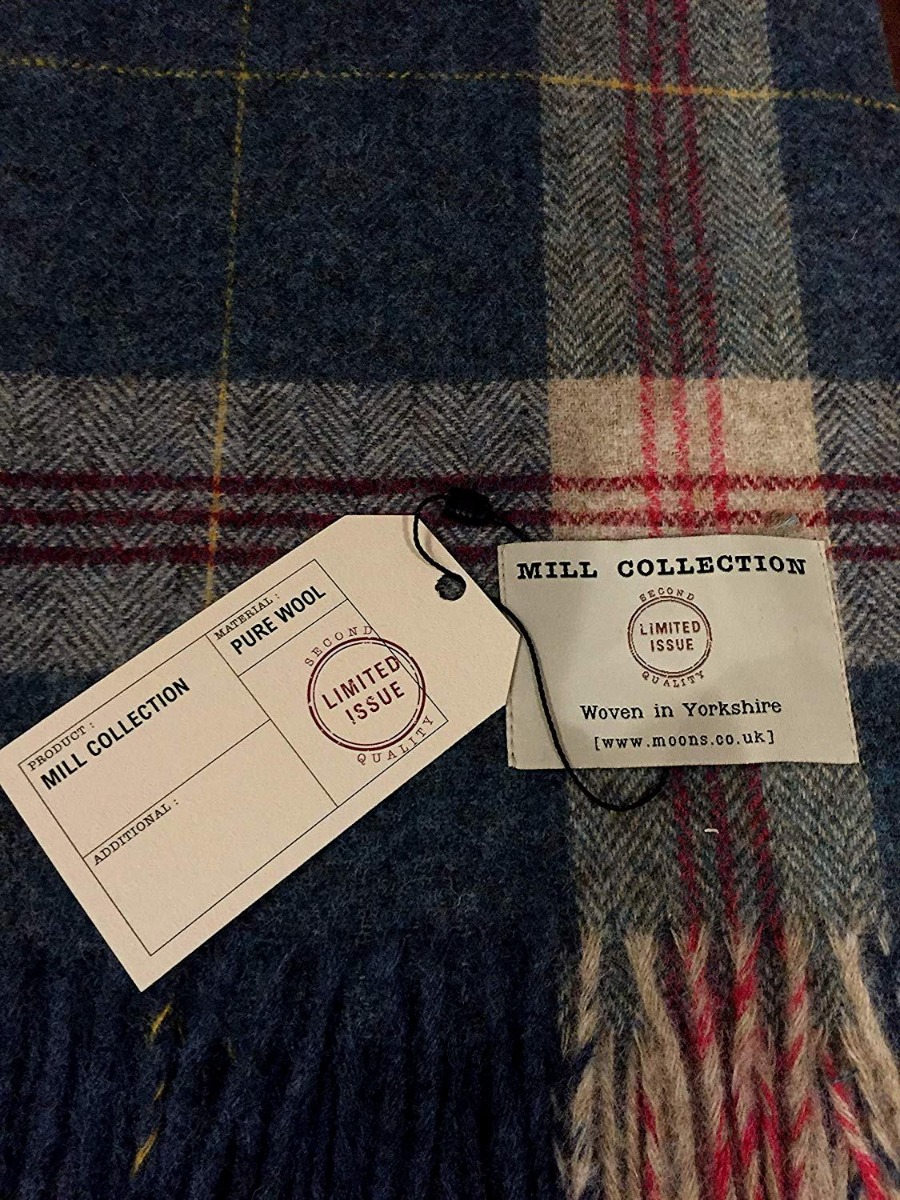 PRODUCT :
MILL COLLECTION
MATERIAL :
PURE WOOL
ADDITIONAL :
SECOND
LIMITED
ISSUE
QUALITY
MILL COLLECTION
SECOND
LIMITED
ISSUE
QUALITY
Woven in Yorkshire
[www.moons.co.uk]